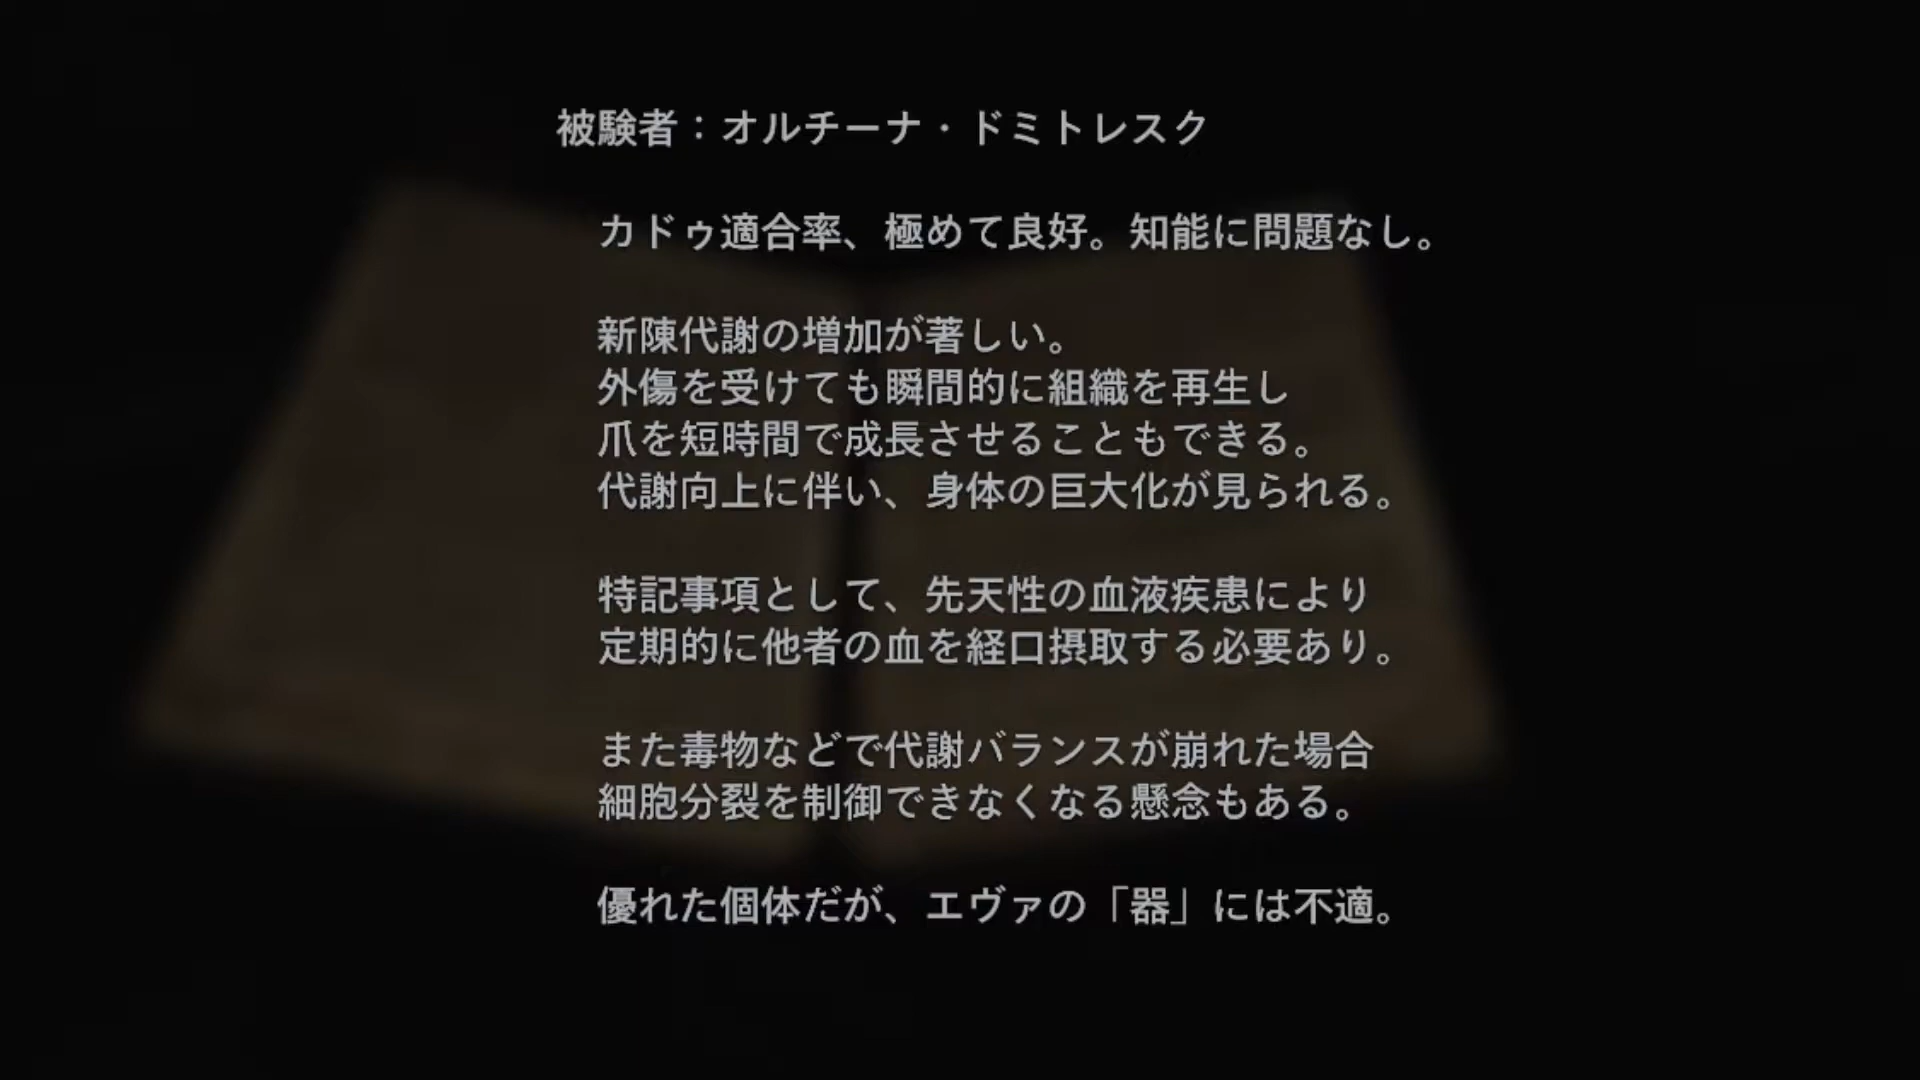 被験者：オルチーナ・ドミトレスク
カドゥ適合率、極めて良好。知能に問題なし。
新陳代謝の増加が著しい。
外傷を受けても瞬間的に組織を再生し
爪を短時間で成長させることもできる。
代謝向上に伴い、身体の巨大化が見られる。
特記事項として、先天性の血液疾患により
定期的に他者の血を経口摂取する必要あり。
また毒物などで代謝バランスが崩れた場合
細胞分裂を制御できなくなる懸念もある。
優れた個体だが、エヴァの「器」には不適。